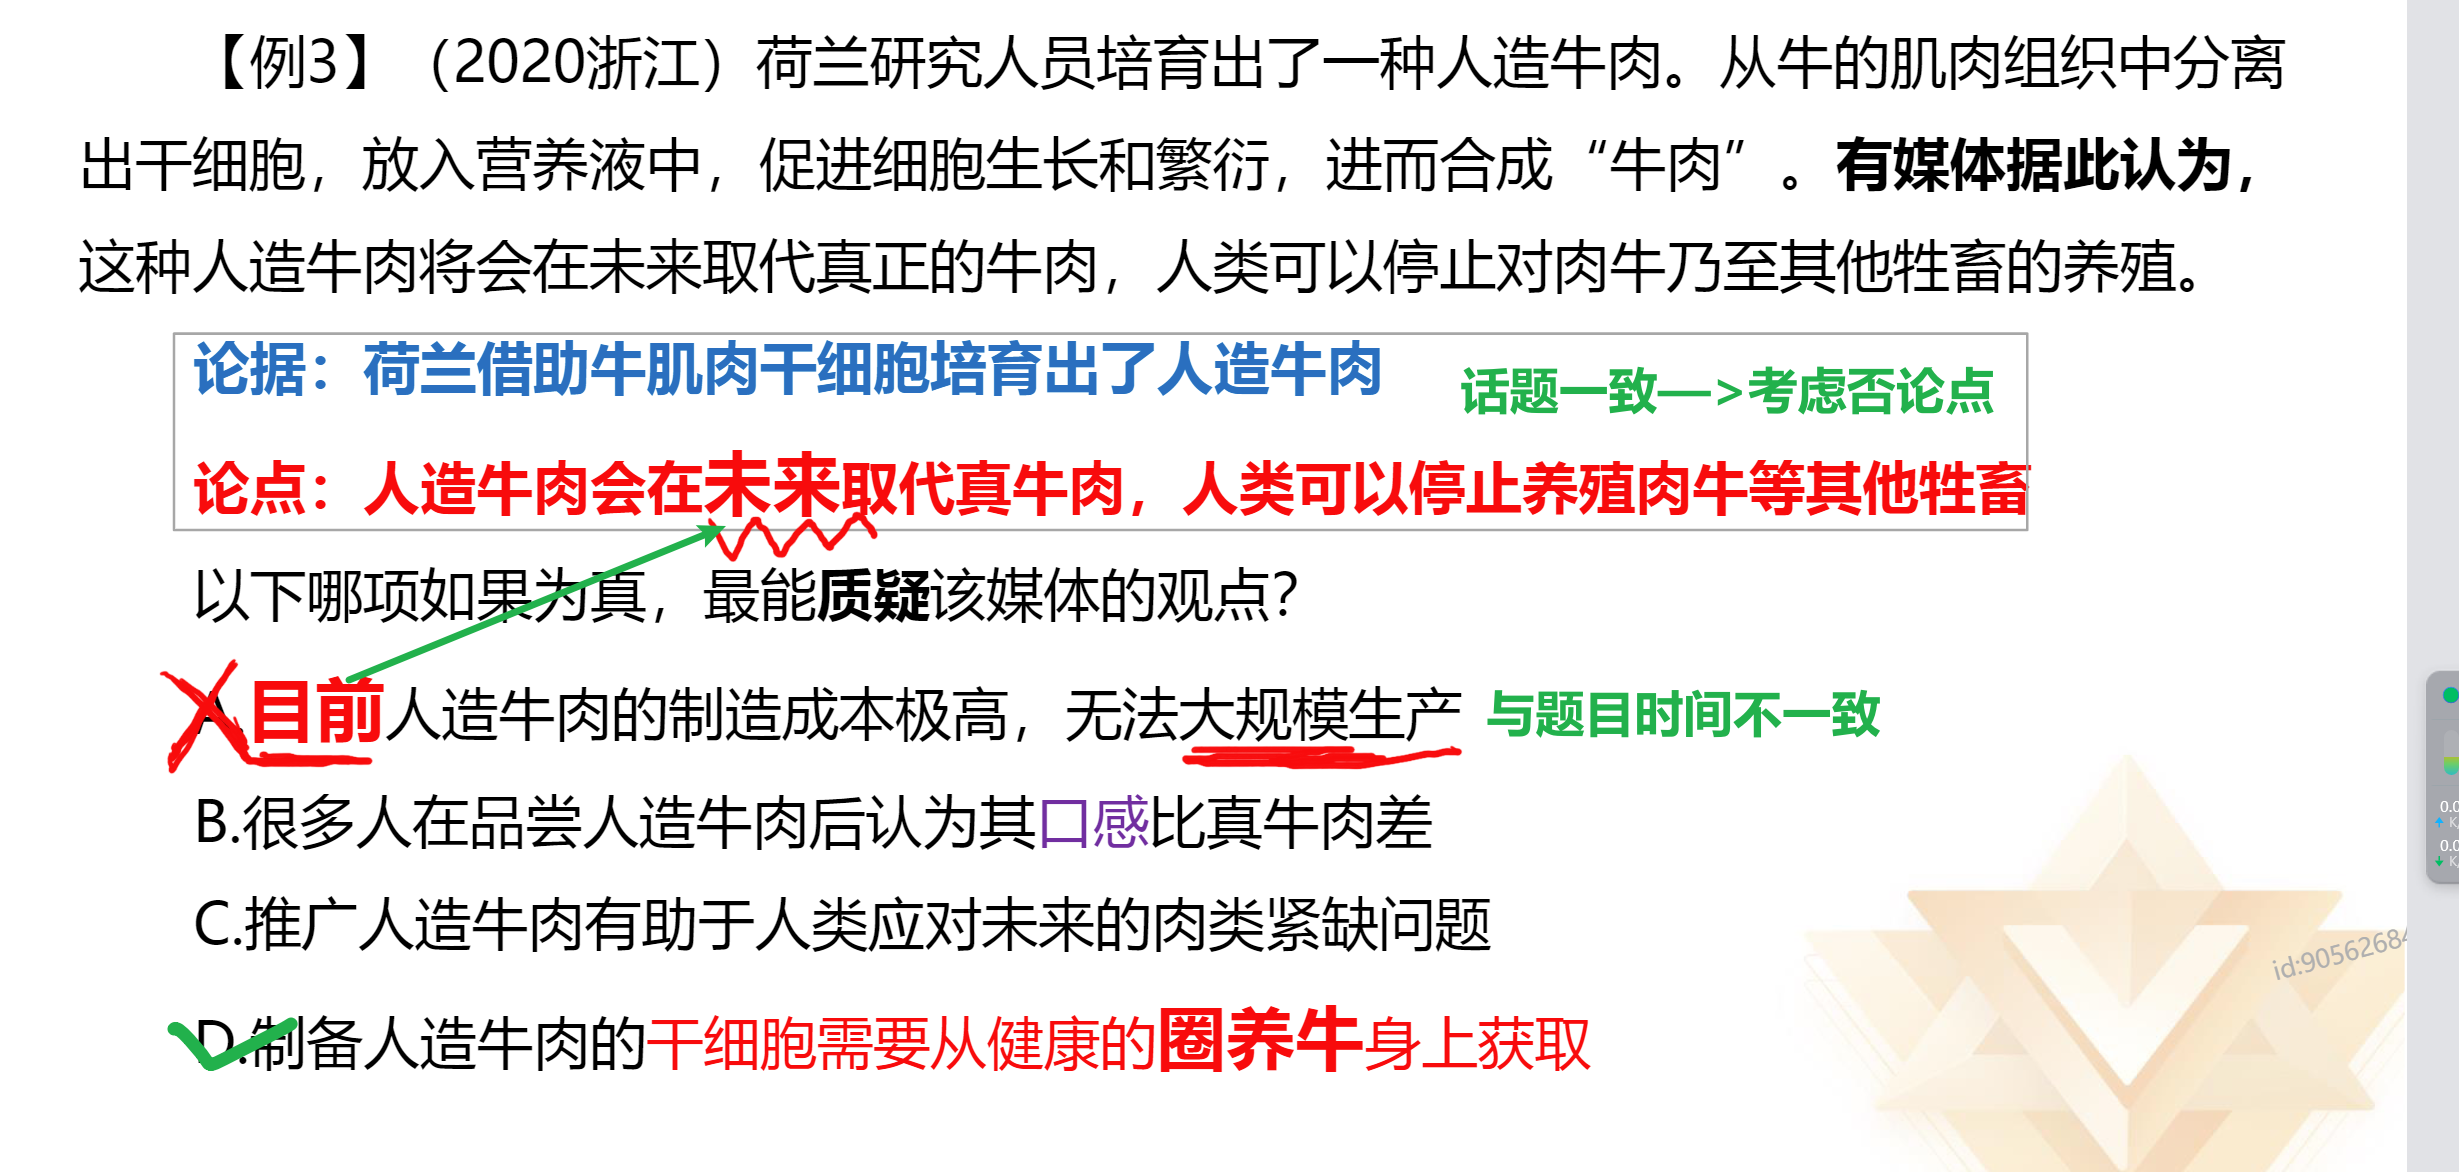 【例3】（2020浙江）荷兰研究人员培育出了一种人造牛肉。从牛的肌肉组织中分离
出干细胞，放入营养液中，促进细胞生长和繁衍，进而合成“牛肉”。有媒体据此认为，
这种人造牛肉将会在未来取代真正的牛肉，人类可以停止对肉牛乃至其他牲畜的养殖。
论据：荷兰借助牛肌肉干细胞培育出了人造牛肉
话题一致—>考虑否论点
论点：人造牛肉会在未来取代真牛肉，人类可以停止养殖肉牛等其他牲畜
以下哪项如果为真，最能质疑该媒体的观点？
A.目前人造牛肉的制造成本极高，无法大规模生产 与题目时间不一致
B.很多人在品尝人造牛肉后认为其口感比真牛肉差
C.推广人造牛肉有助于人类应对未来的肉类紧缺问题
D.制备人造牛肉的干细胞需要从健康的圈养牛身上获取
id:9056268